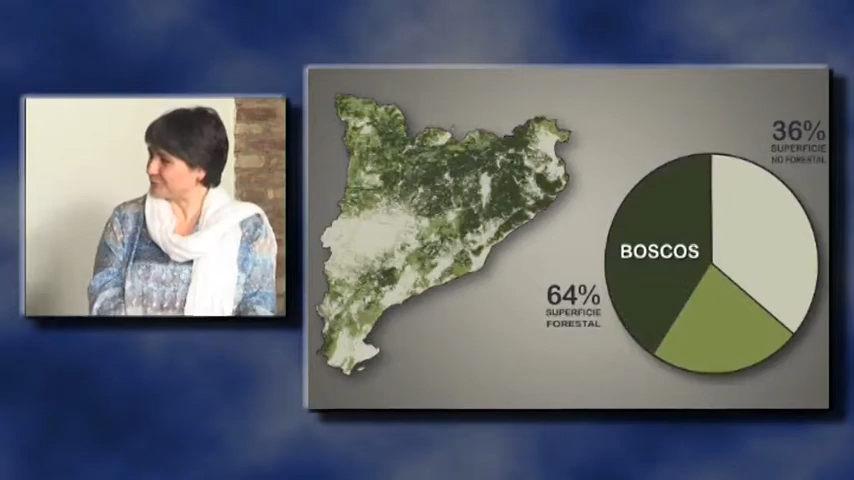 36%
SUPERFICIE
NO FORESTAL
BOSCOS
64%
SUPERFICIE
FORESTAL